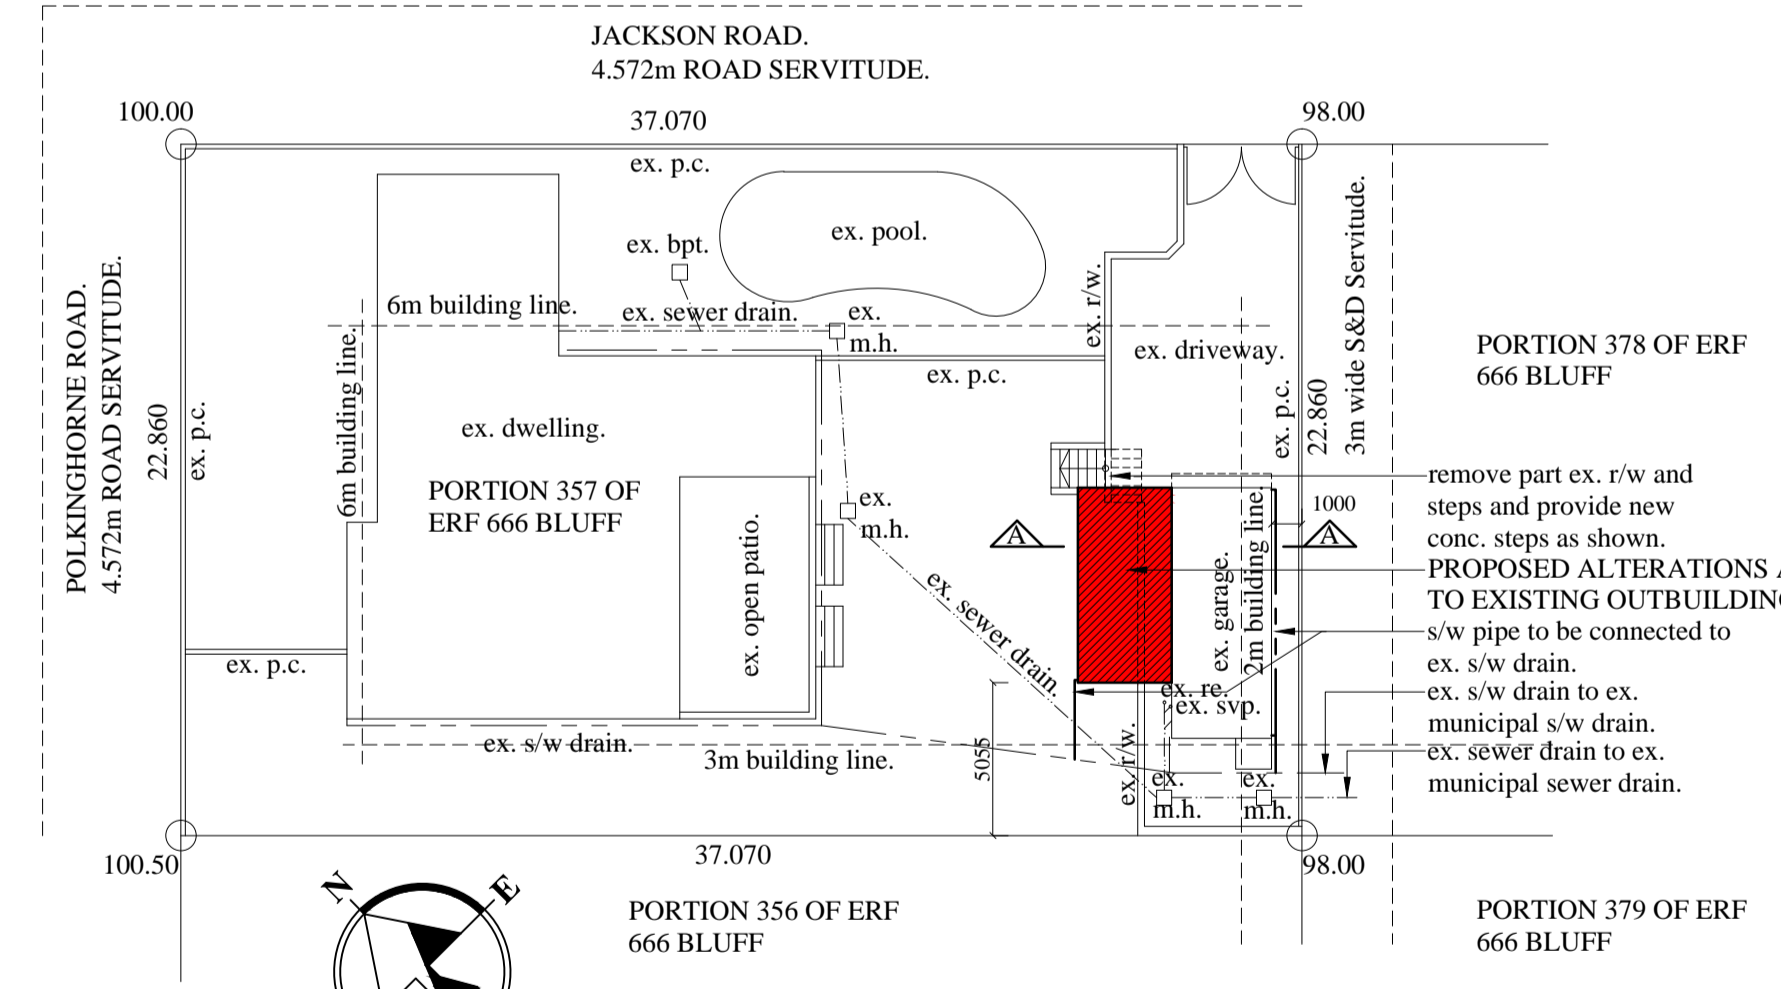 JACKSON ROAD.
4.572m ROAD SERVITUDE.
100.00
37.070
98.00
ex. p.c.
ex. pool.
ex. bpt.
6m building line.
ex. sewer drain.
ex.
m.h.
ex. r/w.
ex. driveway.
3m wide S&D Servitude.
PORTION 378 OF ERF
666 BLUFF
POLKINGHORNE ROAD.
4.572m ROAD SERVITUDE.
22.860
ex. p.c.
6m building line.
ex. dwelling.
ex. p.c.
ex. p.c.
22.860
PORTION 357 OF
ERF 666 BLUFF
ex. open patio.
ex.
m.h.
A
A
1000
ex. garage.
2m building line.
remove part ex. r/w and
steps and provide new
conc. steps as shown.
PROPOSED ALTERATIONS
TO EXISTING OUTBUILDING
s/w pipe to be connected to
ex. s/w drain.
ex. s/w drain to ex.
municipal s/w drain.
ex. sewer drain to ex.
municipal sewer drain.
ex. sewer drain.
ex. p.c.
ex. re.
ex. svp.
ex. s/w drain.
3m building line.
5055
ex. r/w.
ex.
m.h.
ex.
m.h.
100.50
37.070
98.00
N
E
PORTION 356 OF ERF
666 BLUFF
PORTION 379 OF ERF
666 BLUFF